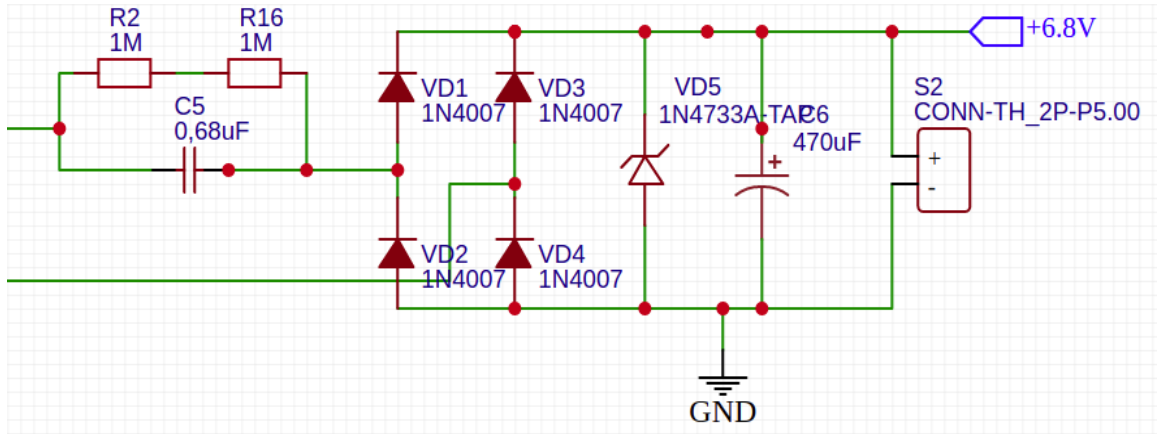 R2
1M
R16
1M
C5
0,68uF
VD1
1N4007
VD3
1N4007
VD5
1N4733A-TAP
C6
470uF
+6.8V
S2
CONN-TH_2P-P5.00
+
+
-
VD2
1N4007
VD4
1N4007
GND